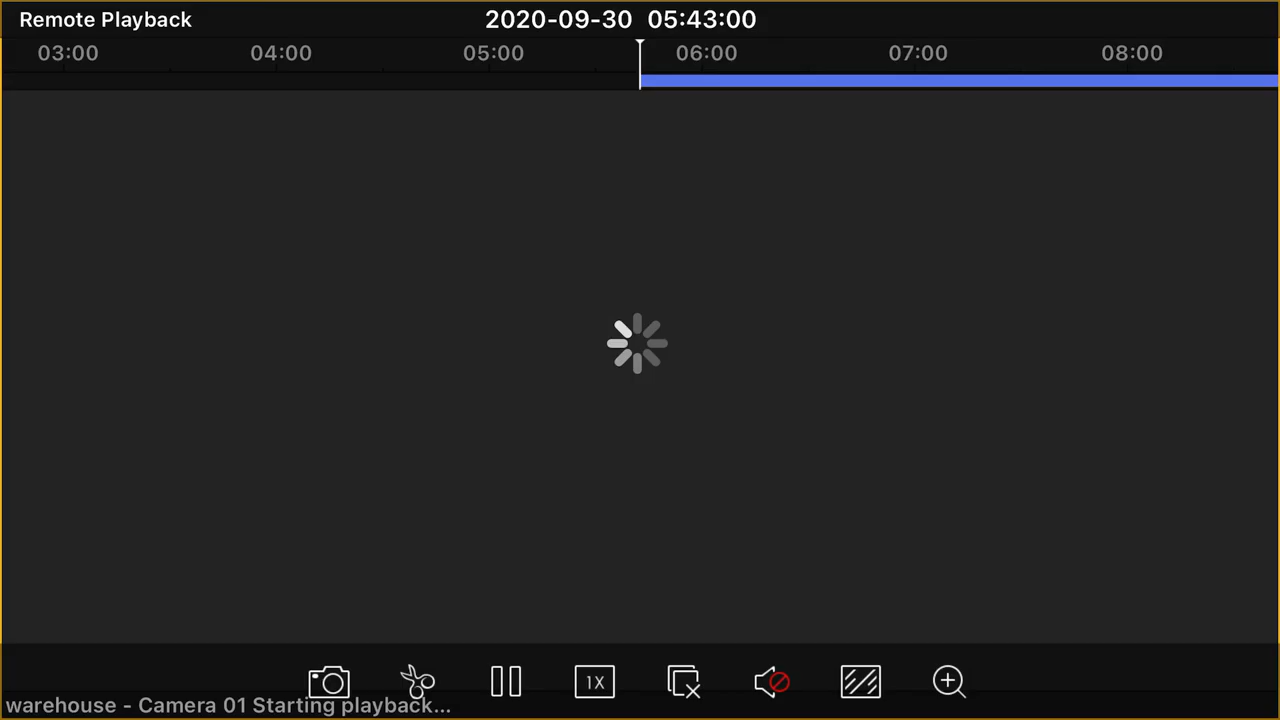 Remote Playback
2020-09-30 05:43:00
03:00 04:00 05:00 06:00 07:00 08:00
1X
warehouse - Camera 01 Starting playback...